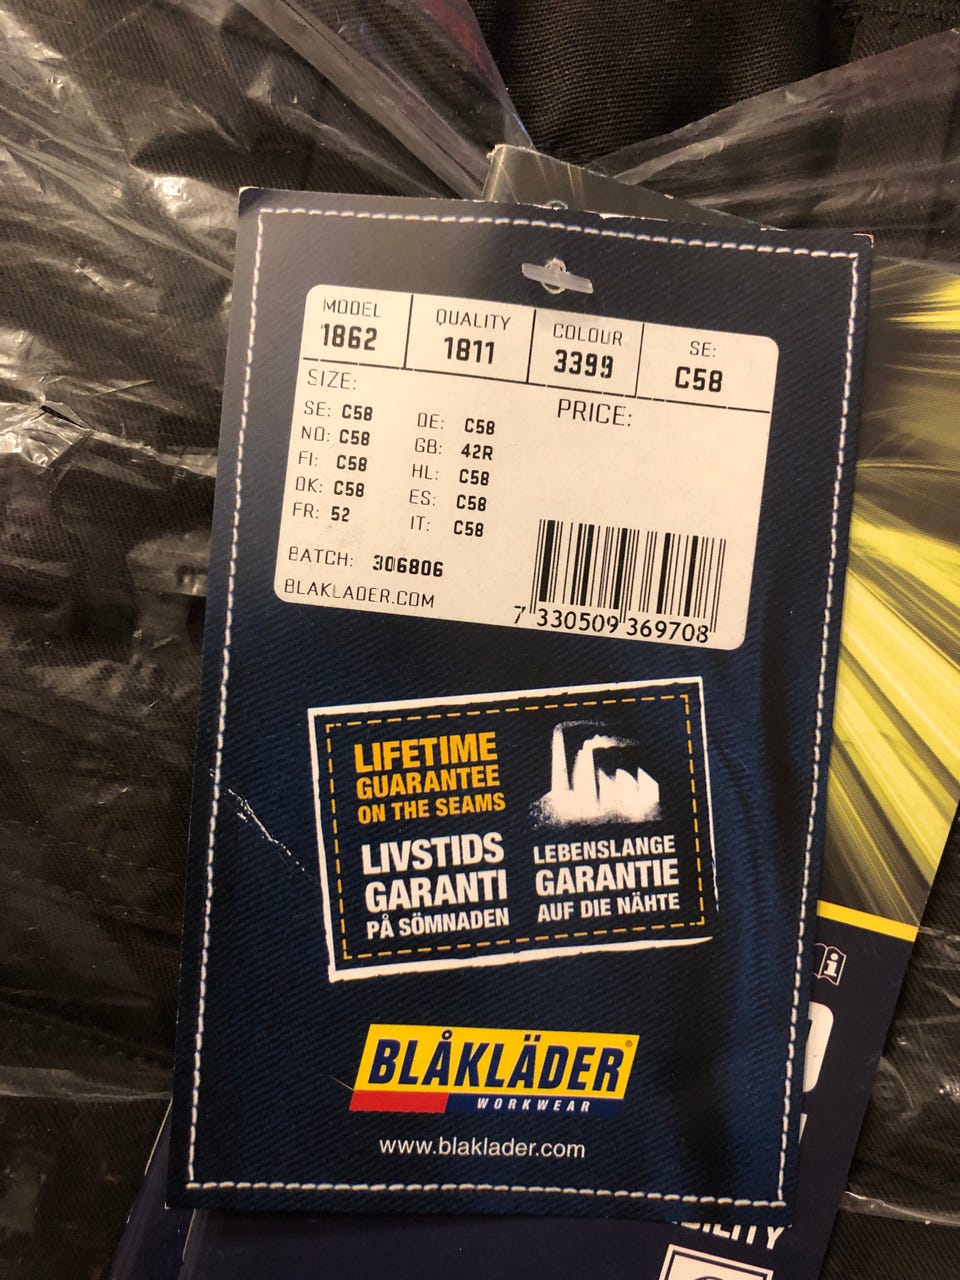 MODEL
1862
QUALITY
1811
COLOUR
3399
SE:
C58
SIZE:
SE: C58
NO: C58
FI: C58
DK: C58
FR: 52
DE: C58
GB: 42R
HL: C58
ES: C58
IT: C58
PRICE:
BATCH: 306806
BLAKLADER.COM
7 330509 369708
LIFETIME
GUARANTEE
ON THE SEAMS
LIVSTIDS
GARANTI
PÅ SÖMNADEN
LEBENSLANGE
GARANTIE
AUF DIE NÄHTE
BLÅKLÄDER®
WORKWEAR
www.blaklader.com